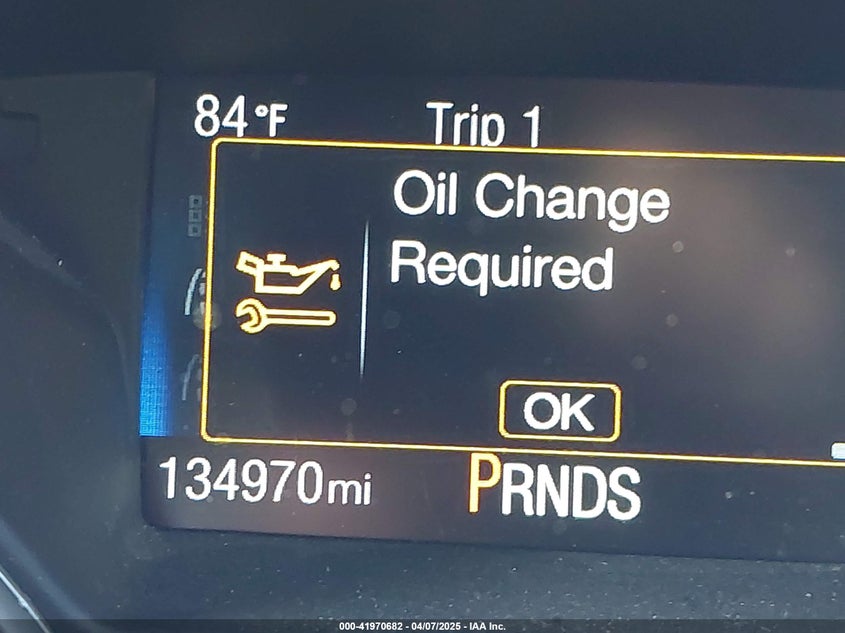 84°F Trip 1
Oil Change
Required
OK
134970mi PRNDS
000-41970682 - 04/07/2025 - IAA Inc.